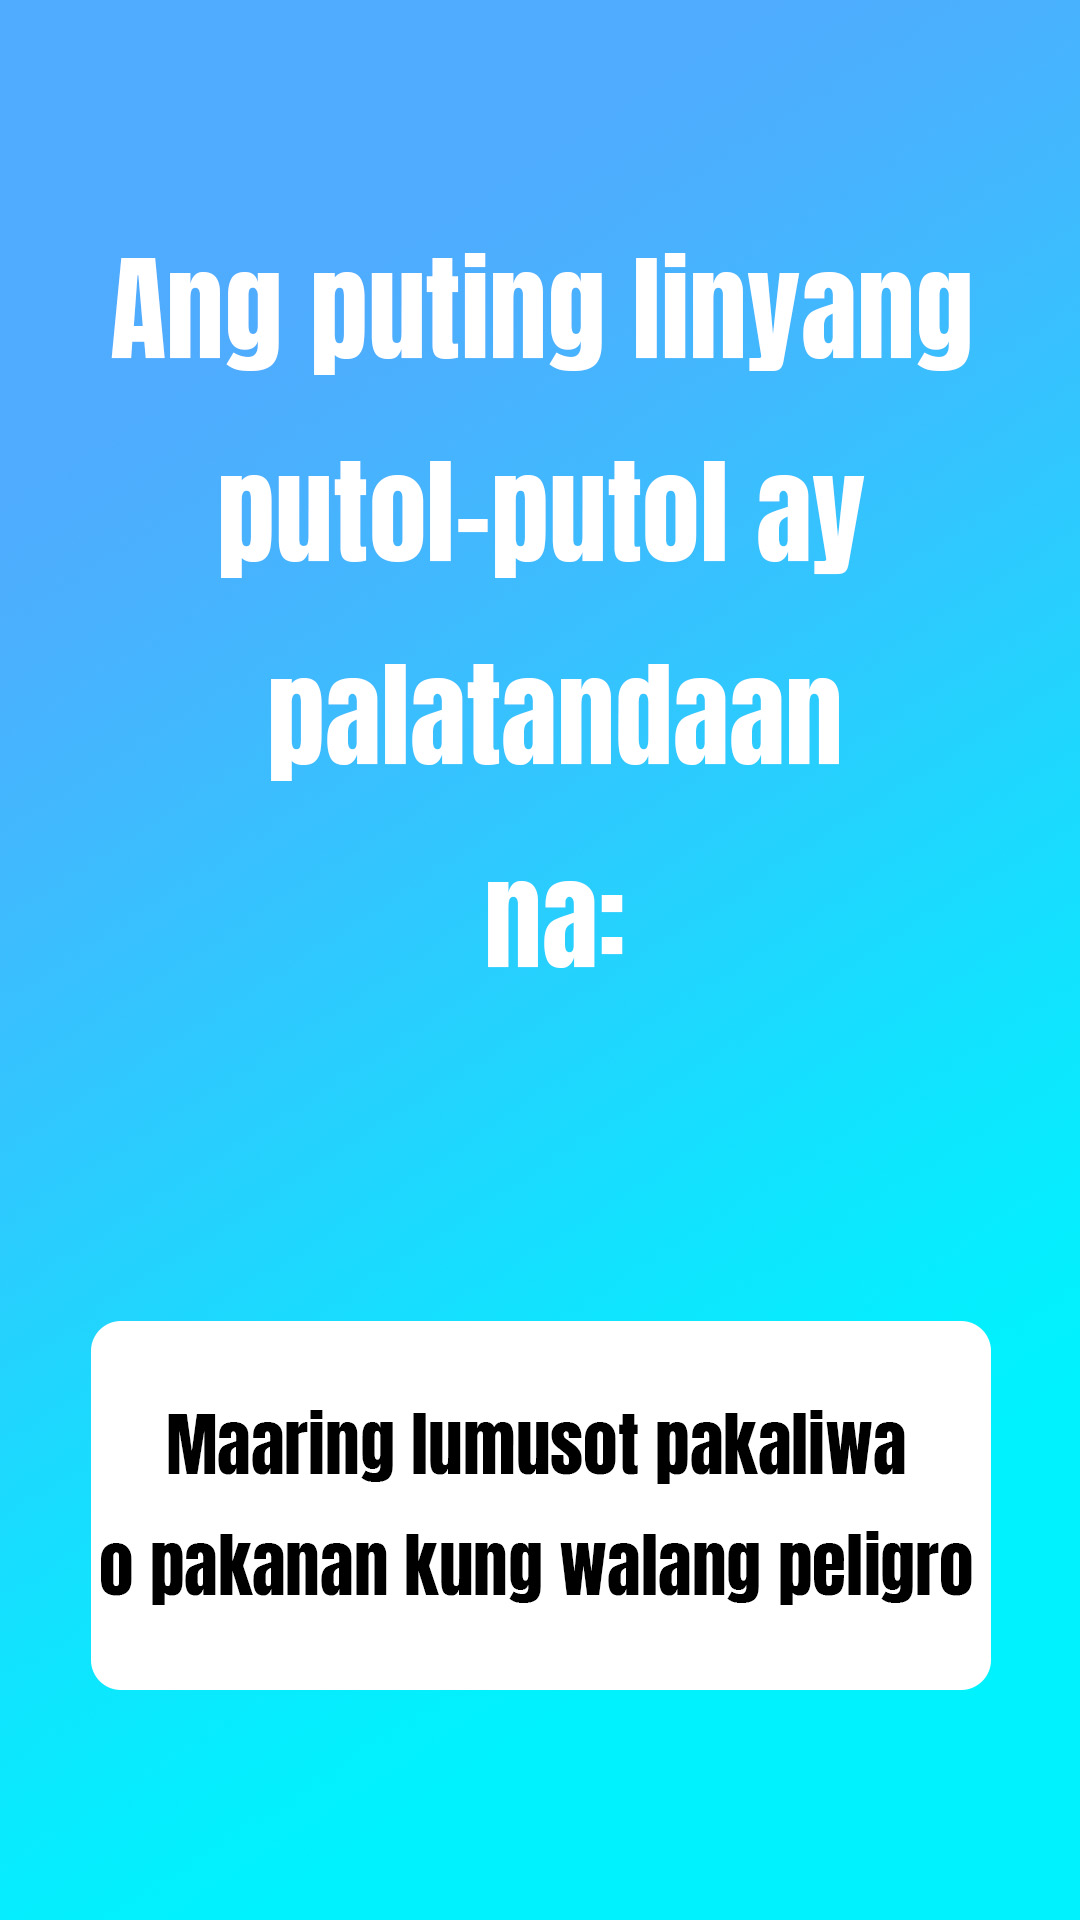 Ang puting linyang
putol-putol ay
palatandaan
na:
Maaring lumusot pakaliwa
o pakanan kung walang peligro